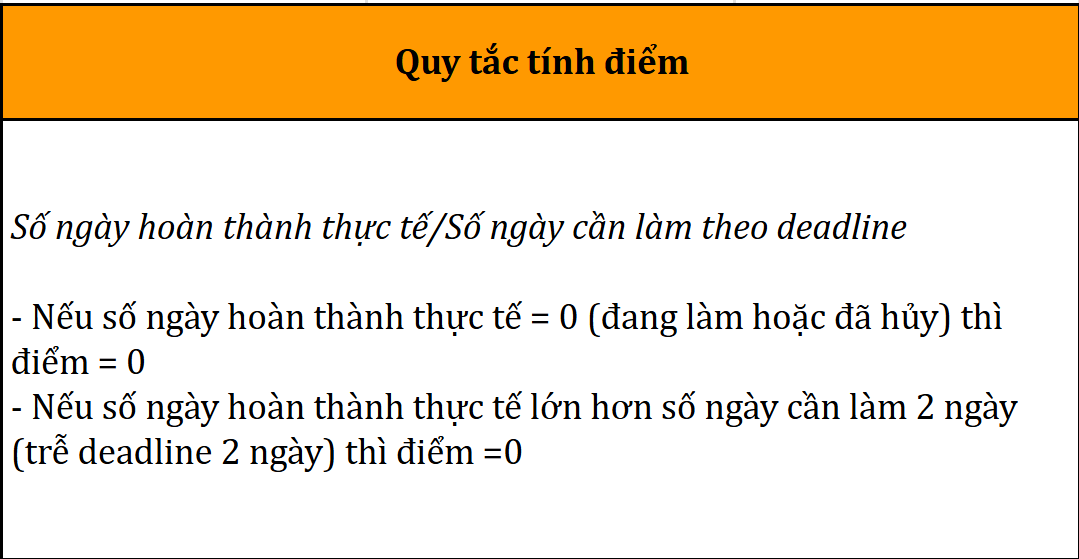 Quy tắc tính điểm
Số ngày hoàn thành thực tế/Số ngày cần làm theo deadline
- Nếu số ngày hoàn thành thực tế = 0 (đang làm hoặc đã hủy) thì
điểm = 0
- Nếu số ngày hoàn thành thực tế lớn hơn số ngày cần làm 2 ngày
(trễ deadline 2 ngày) thì điểm =0